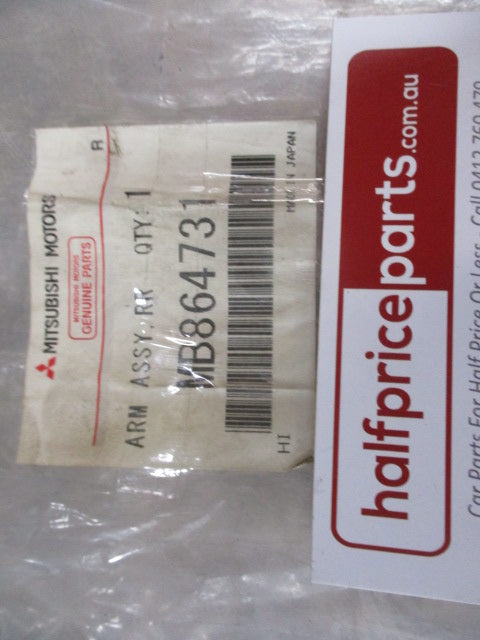 MITSUBISHI MOTORS
R
MITSUBISHI MOTORS
GENUINE PARTS
ARM ASSY,RR QTY: 1
MB864731
MADE IN JAPAN
HI
halfpriceparts.com.au
Car Parts For Half Price Or Less